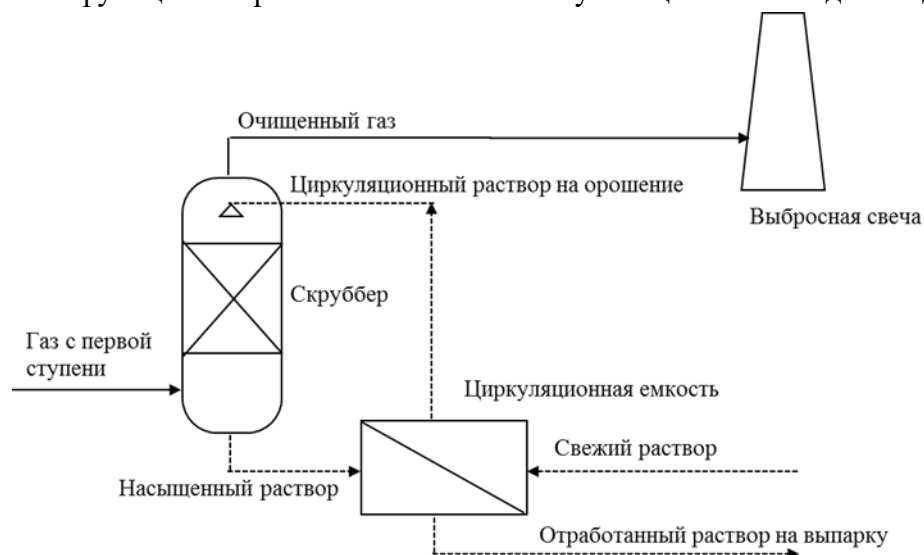 Очищенный газ
Циркуляционный раствор на орошение
Выбросная свеча
Скруббер
Газ с первой
ступени
Циркуляционная емкость
Свежий раствор
Насыщенный раствор
Отработанный раствор на выпарку